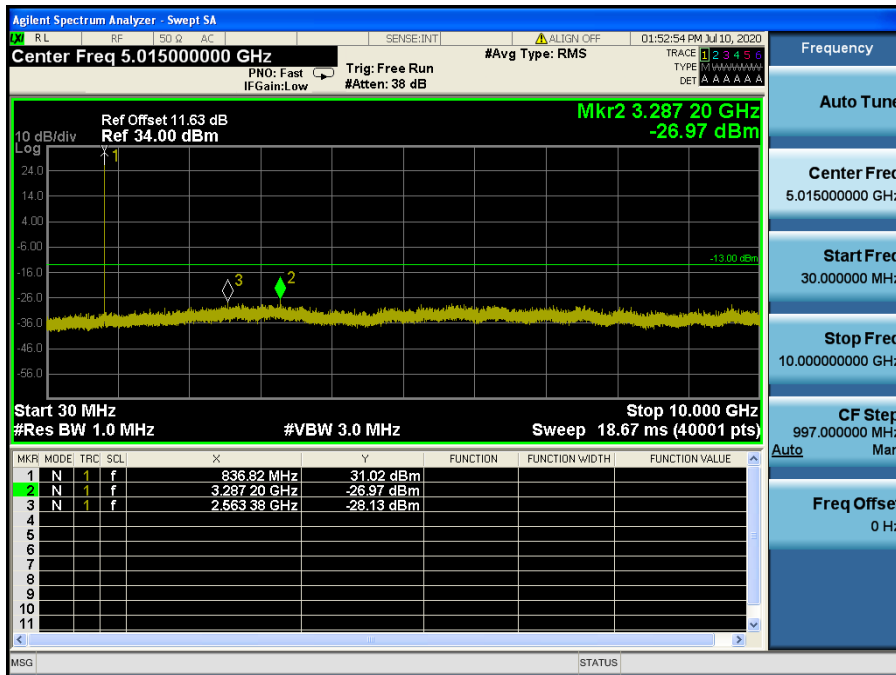 Agilent Spectrum Analyzer - Swept SA
LXI RL RF 50 Ω AC SENSE:INT ALIGN OFF 01:52:54 PM Jul 10, 2020
Center Freq 5.015000000 GHz
PNO: Fast
IFGain:Low
Trig: Free Run
#Atten: 38 dB
#Avg Type: RMS
TRACE 1 2 3 4 5 6
TYPE M W W W W W
DET A A A A A A
Ref Offset 11.63 dB
10 dB/div Ref 34.00 dBm
Log
Mkr2 3.287 20 GHz
-26.97 dBm
24.0
14.0
4.00
-6.00
-16.0
-26.0
-36.0
-46.0
-56.0
1
3
2
-13.00 dBm
Start 30 MHz Stop 10.000 GHz
#Res BW 1.0 MHz #VBW 3.0 MHz Sweep 18.67 ms (40001 pts)
MKR MODE TRC SCL X Y FUNCTION FUNCTION WIDTH FUNCTION VALUE
1 N 1 f 836.82 MHz 31.02 dBm
2 N 1 f 3.287 20 GHz -26.97 dBm
3 N 1 f 2.563 38 GHz -28.13 dBm
4
5
6
7
8
9
10
11
MSG STATUS
Frequency
Auto Tune
Center Freq
5.015000000 GHz
Start Freq
30.000000 MHz
Stop Freq
10.000000000 GHz
CF Step
997.000000 MHz
Auto Man
Freq Offset
0 Hz